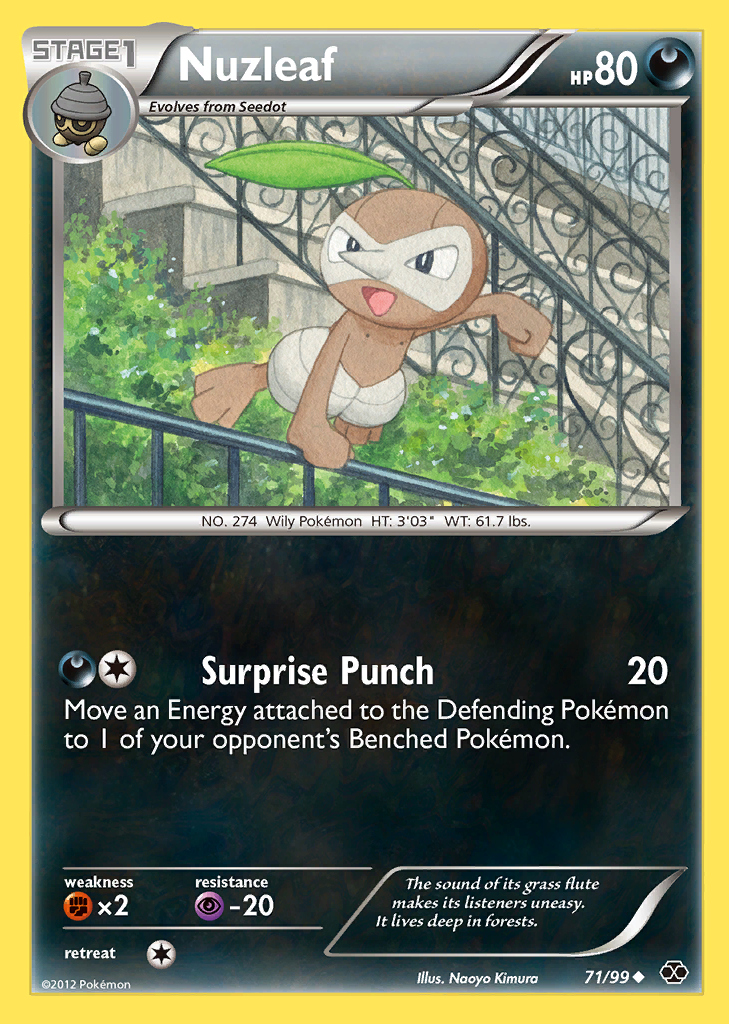 STAGE1
Nuzleaf
HP80
Evolves from Seedot
NO. 274 Wily Pokémon HT: 3'03" WT: 61.7 lbs.
Surprise Punch 20
Move an Energy attached to the Defending Pokémon
to 1 of your opponent's Benched Pokémon.
weakness
×2
resistance
-20
retreat
The sound of its grass flute
makes its listeners uneasy.
It lives deep in forests.
©2012 Pokémon
Illus. Naoyo Kimura
71/99